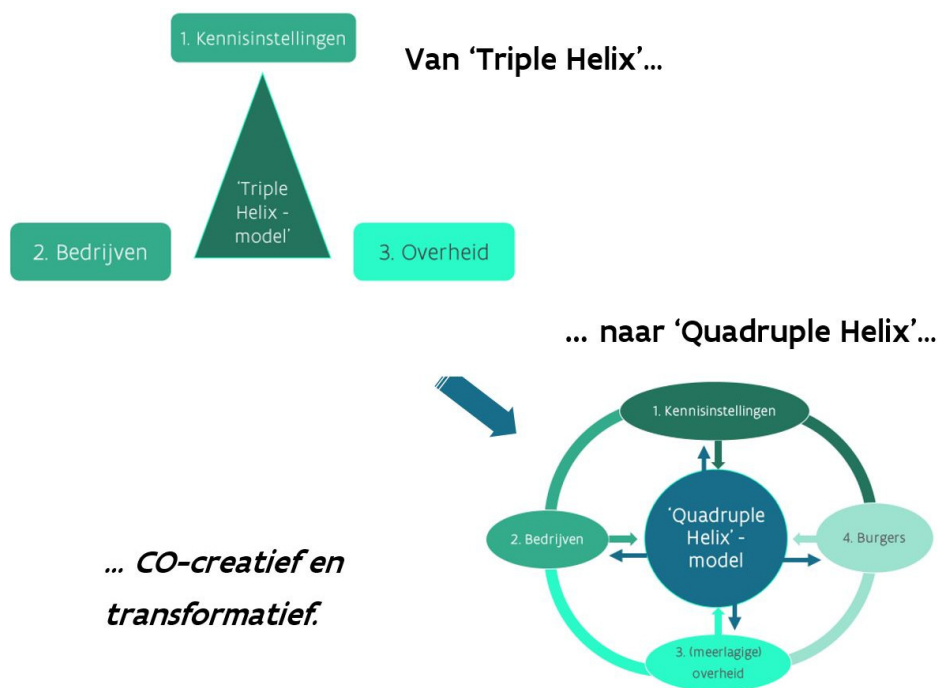 1. Kennisinstellingen
Van ‘Triple Helix’...
‘Triple
Helix -
model’
2. Bedrijven
3. Overheid
... naar ‘Quadruple Helix’...
1. Kennisinstellingen
‘Quadruple
Helix’ -
model
2. Bedrijven
4. Burgers
... CO-creatief en
transformatief.
3. (meerlagige)
overheid